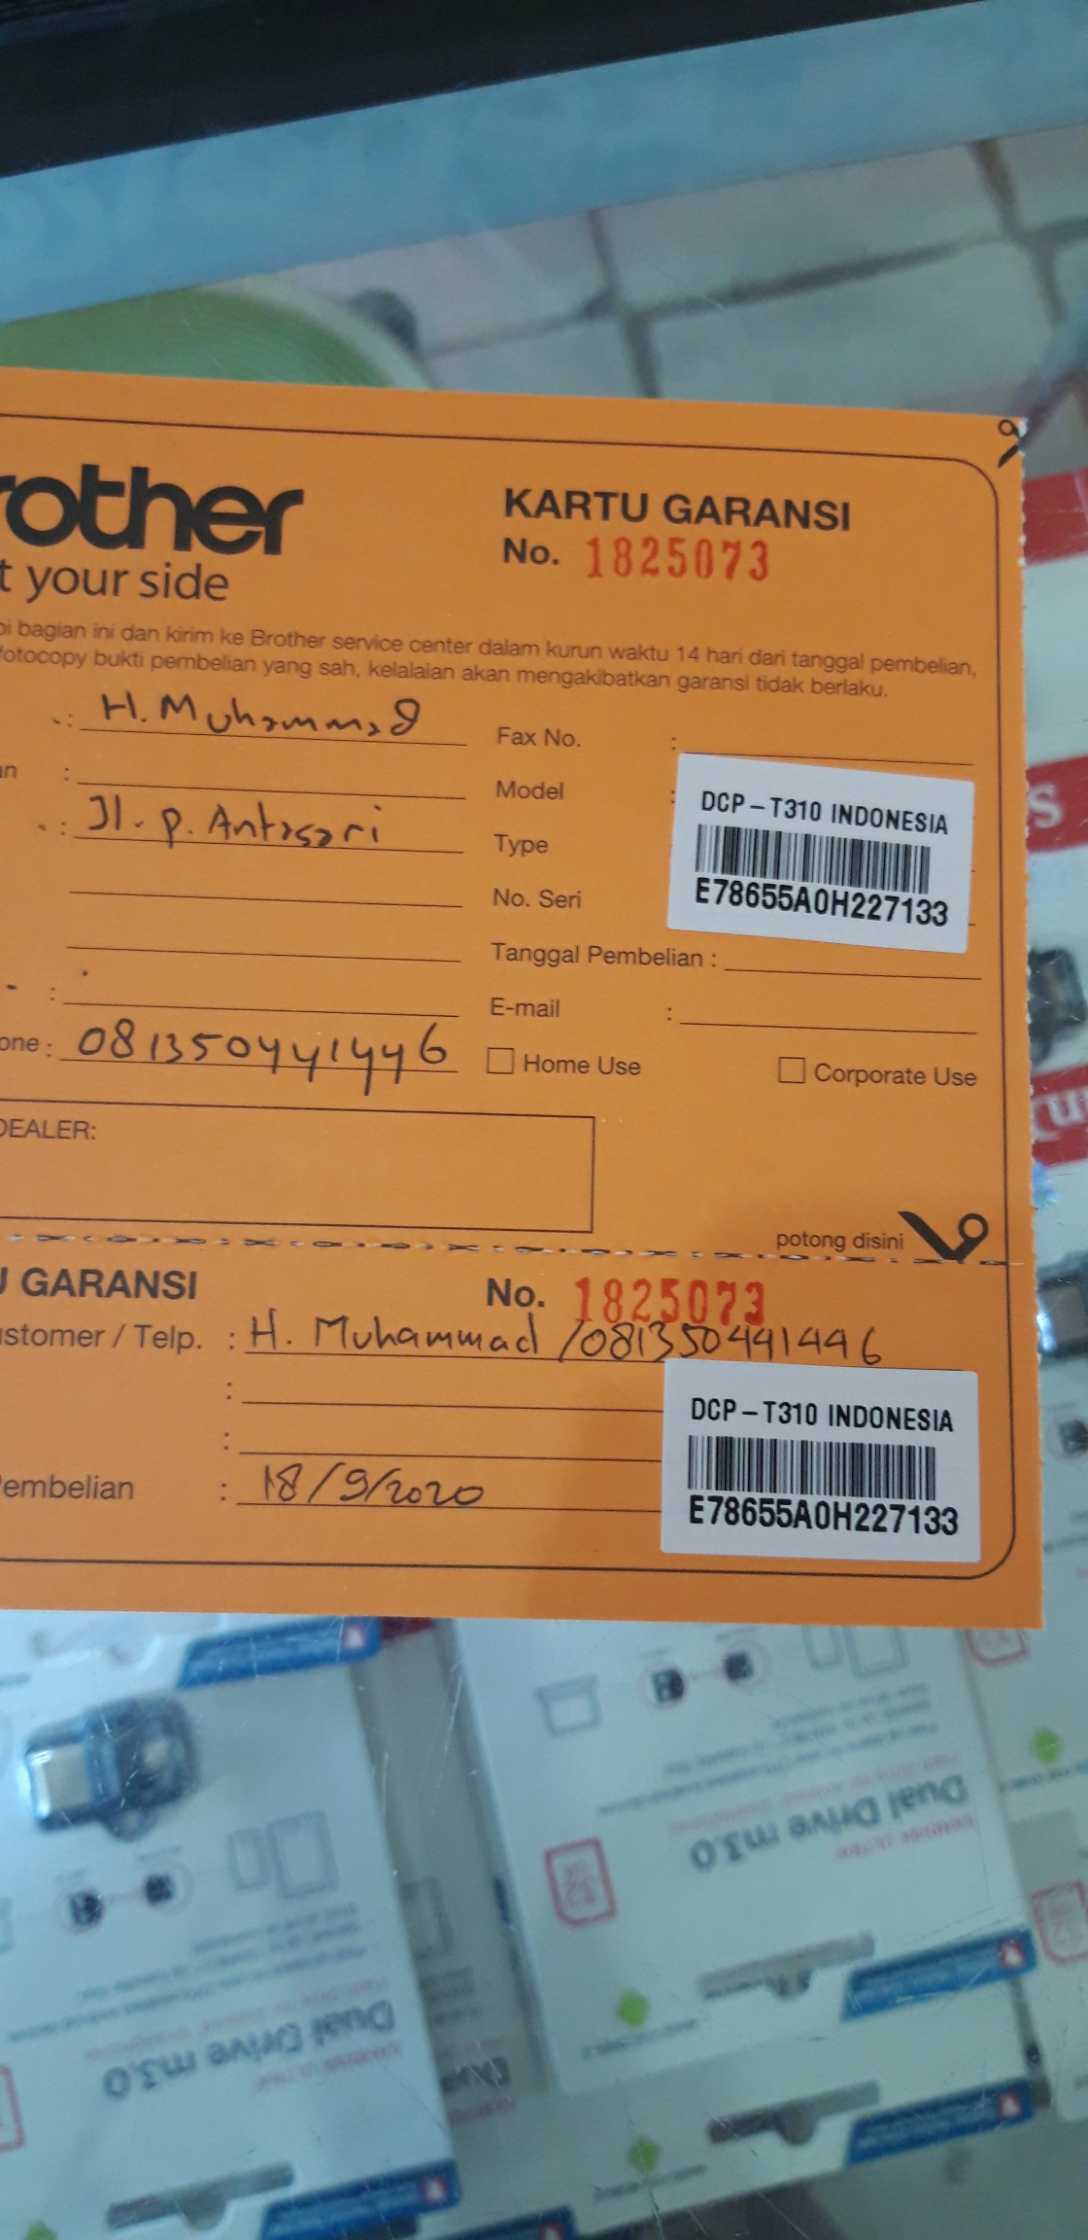 rother
t your side
KARTU GARANSI
No. 1825073
bagian ini dan kirim ke Brother service center dalam kurun waktu 14 hari dari tanggal pembelian,
fotocopy bukti pembelian yang sah, kelalaian akan mengakibatkan garansi tidak berlaku.
: H. Muhammad
Fax No. :
an :
Model :
DCP-T310 INDONESIA
: Jl. p. Antasari
Type
E78655A0H227133
No. Seri
Tanggal Pembelian :
:
E-mail :
one : 081350441446
Home Use
Corporate Use
DEALER:
potong disini
U GARANSI
No. 1825073
ustomer / Telp. : H. Muhammad / 081350441446
:
:
DCP-T310 INDONESIA
E78655A0H227133
Pembelian : 18/9/2020
Dual Drive m3.0
Dual Drive m3.0